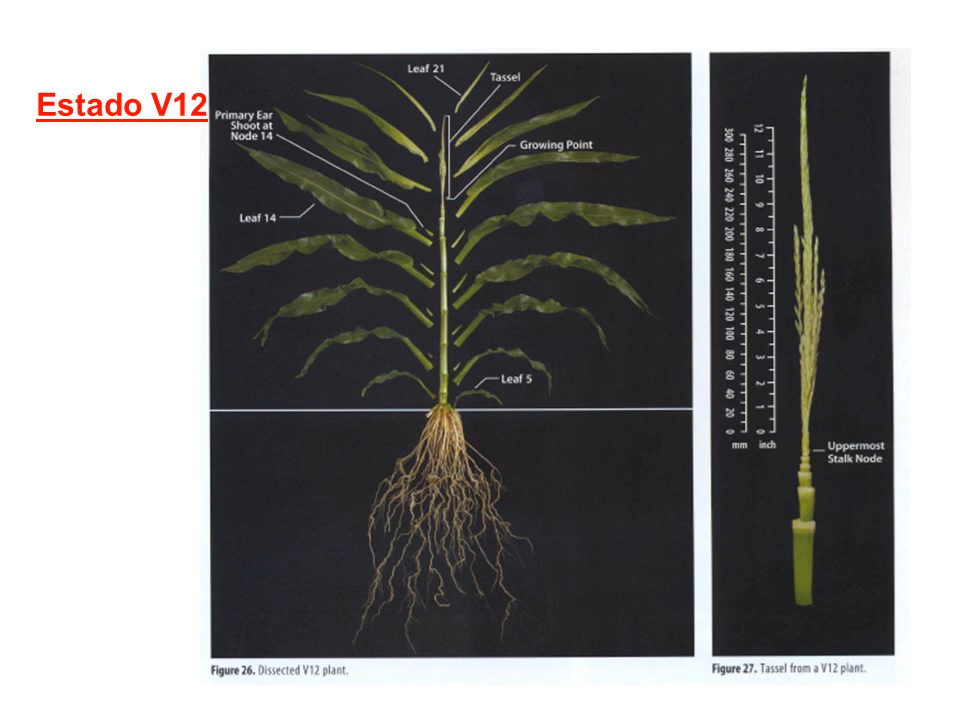 Estado V12
Leaf 21
Tassel
Primary Ear
Shoot at
Node 14
Growing Point
Leaf 14
Leaf 5
Figure 26. Dissected V12 plant.
300 280 260 240 220 200 180 160 140 120 100 80 60 40 20 0
mm
12 11 10 9 8 7 6 5 4 3 2 1 0
inch
Uppermost
Stalk Node
Figure 27. Tassel from a V12 plant.